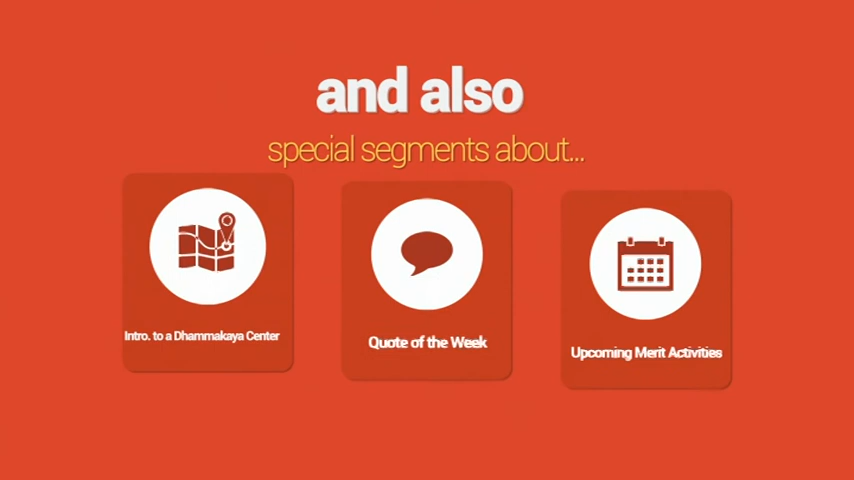 and also
special segments about...
Intro. to a Dhammakaya Center
Quote of the Week
Upcoming Merit Activities